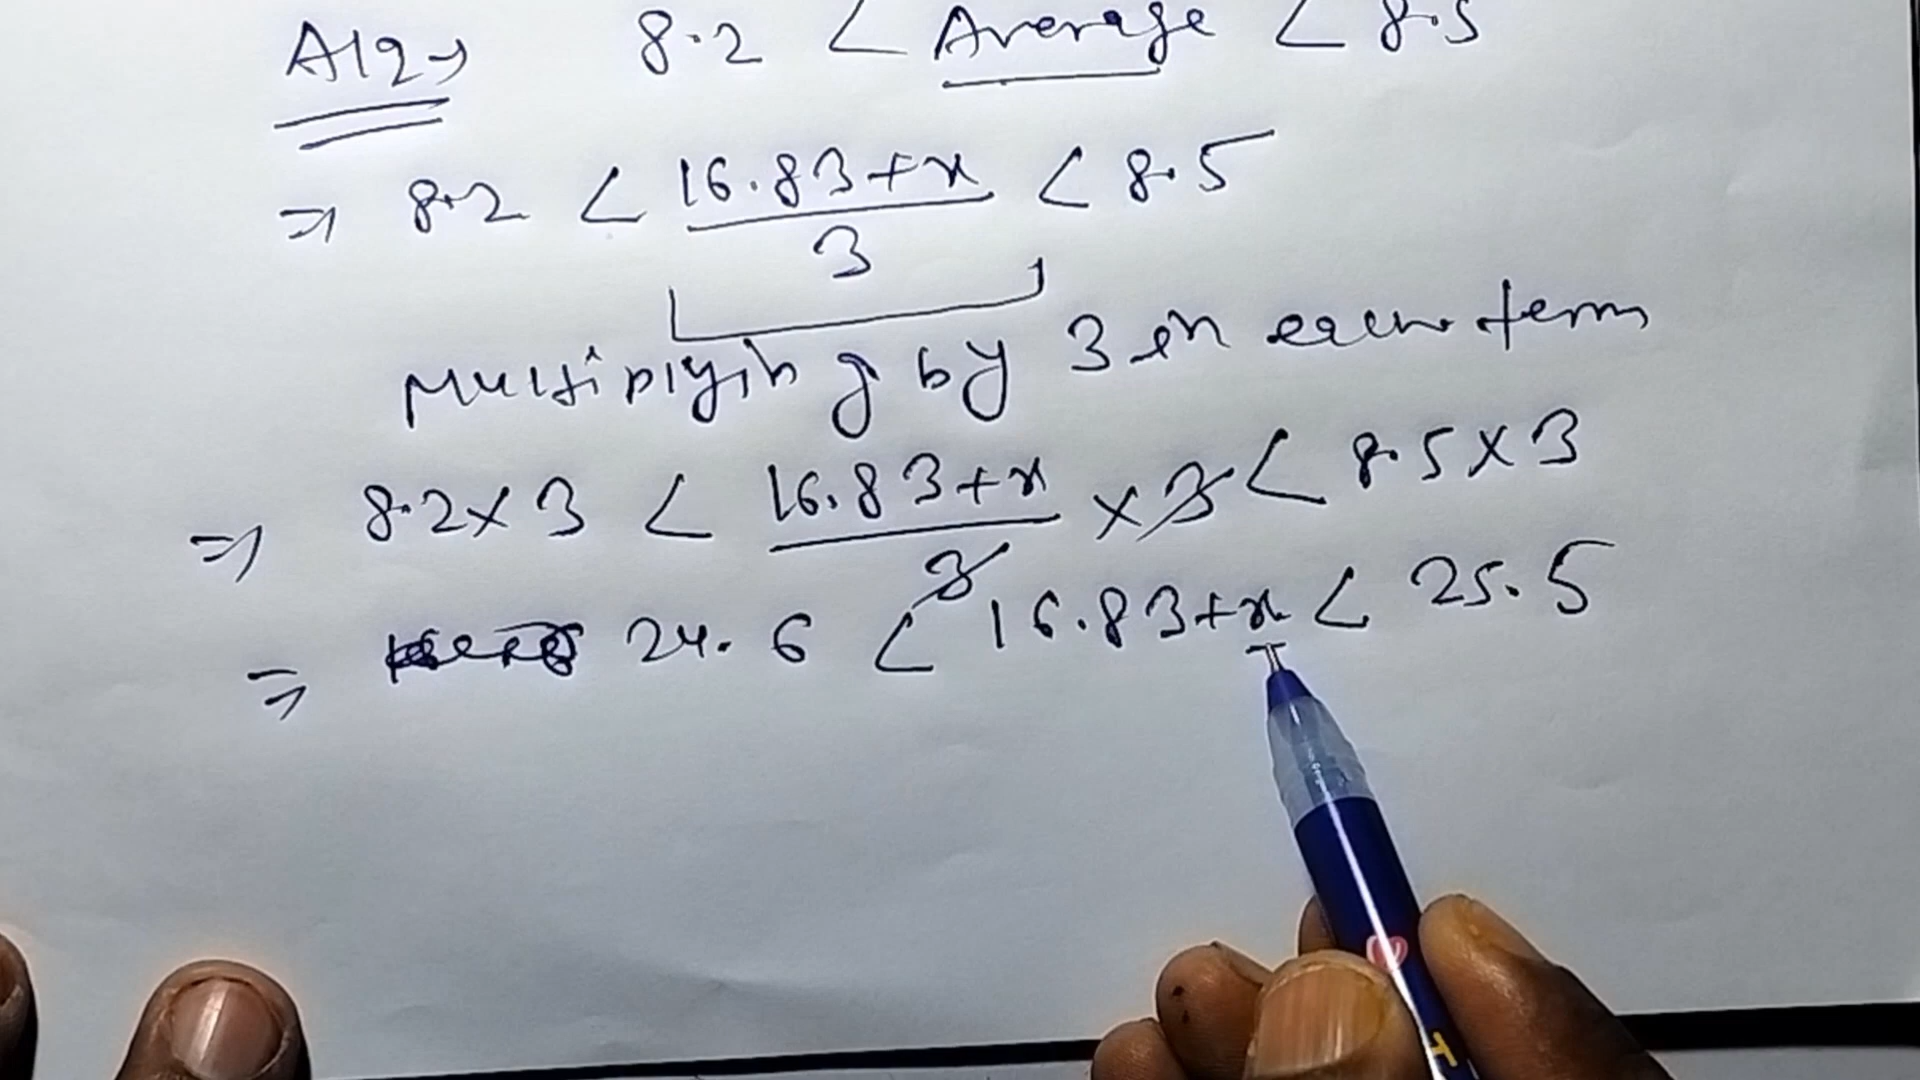 A/q, 8.2 < Average < 8.5
⇒ 8.2 < (16.83+x)/3 < 8.5
Multiplying by 3 in each term
⇒ 8.2×3 < (16.83+x)/3 ×3 < 8.5×3
⇒ 24.6 < 16.83+x < 25.5